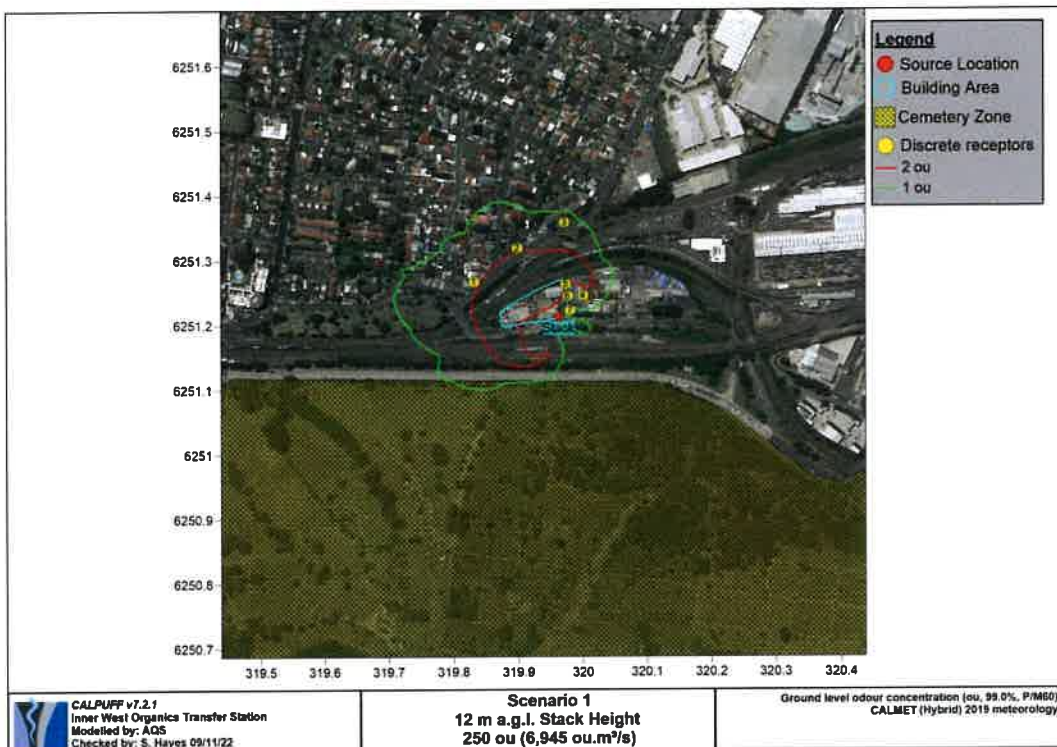 Legend
Source Location
Building Area
Cemetery Zone
Discrete receptors
2 ou
1 ou
6251.6
6251.5
6251.4
6251.3
6251.2
6251.1
6251
6250.9
6250.8
6250.7
3
2
1
Stack
319.5 319.6 319.7 319.8 319.9 320 320.1 320.2 320.3 320.4
CALPUFF v7.2.1
Inner West Organics Transfer Station
Modelled by: AQS
Checked by: S. Hayes 09/11/22
Scenario 1
12 m a.g.l. Stack Height
250 ou (6,945 ou.m³/s)
Ground level odour concentration (ou, 99.0%, P/M60)
CALMET (Hybrid) 2019 meteorology